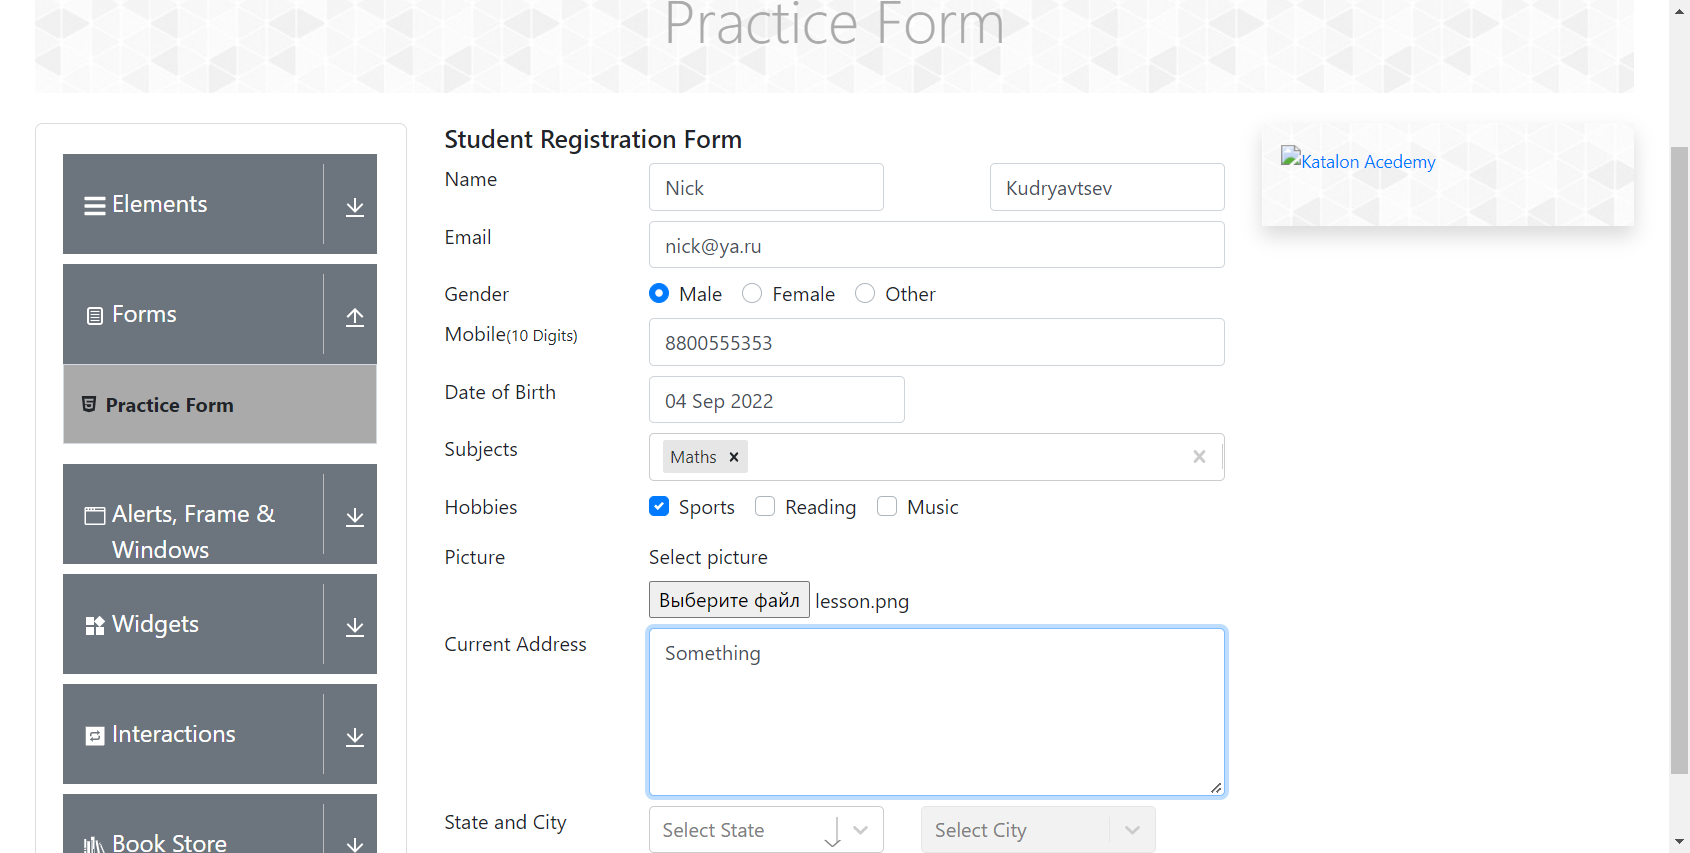 Practice Form
Elements
Forms
Practice Form
Alerts, Frame &
Windows
Widgets
Interactions
Book Store
Student Registration Form
Name Nick Kudryavtsev
Email nick@ya.ru
Gender Male Female Other
Mobile(10 Digits) 8800555353
Date of Birth 04 Sep 2022
Subjects Maths
Hobbies Sports Reading Music
Picture Select picture
Выберите файл lesson.png
Current Address Something
State and City Select State Select City
Katalon Acedemy